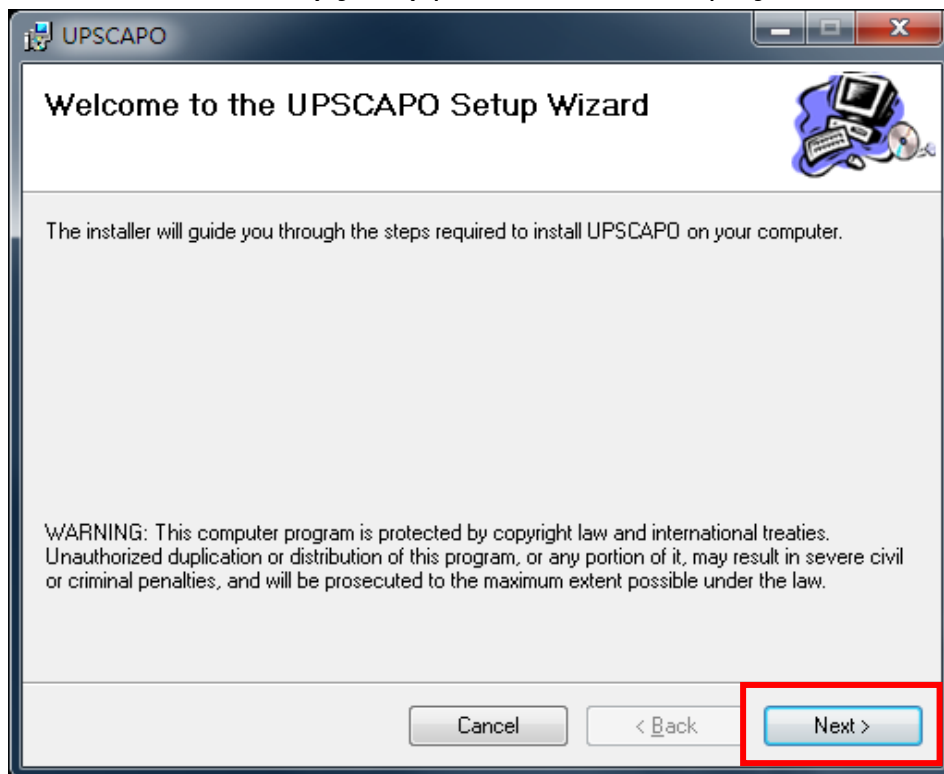 UPSCAPO
Welcome to the UPSCAPO Setup Wizard
The installer will guide you through the steps required to install UPSCAPO on your computer.
WARNING: This computer program is protected by copyright law and international treaties.
Unauthorized duplication or distribution of this program, or any portion of it, may result in severe civil
or criminal penalties, and will be prosecuted to the maximum extent possible under the law.
Cancel < Back Next >